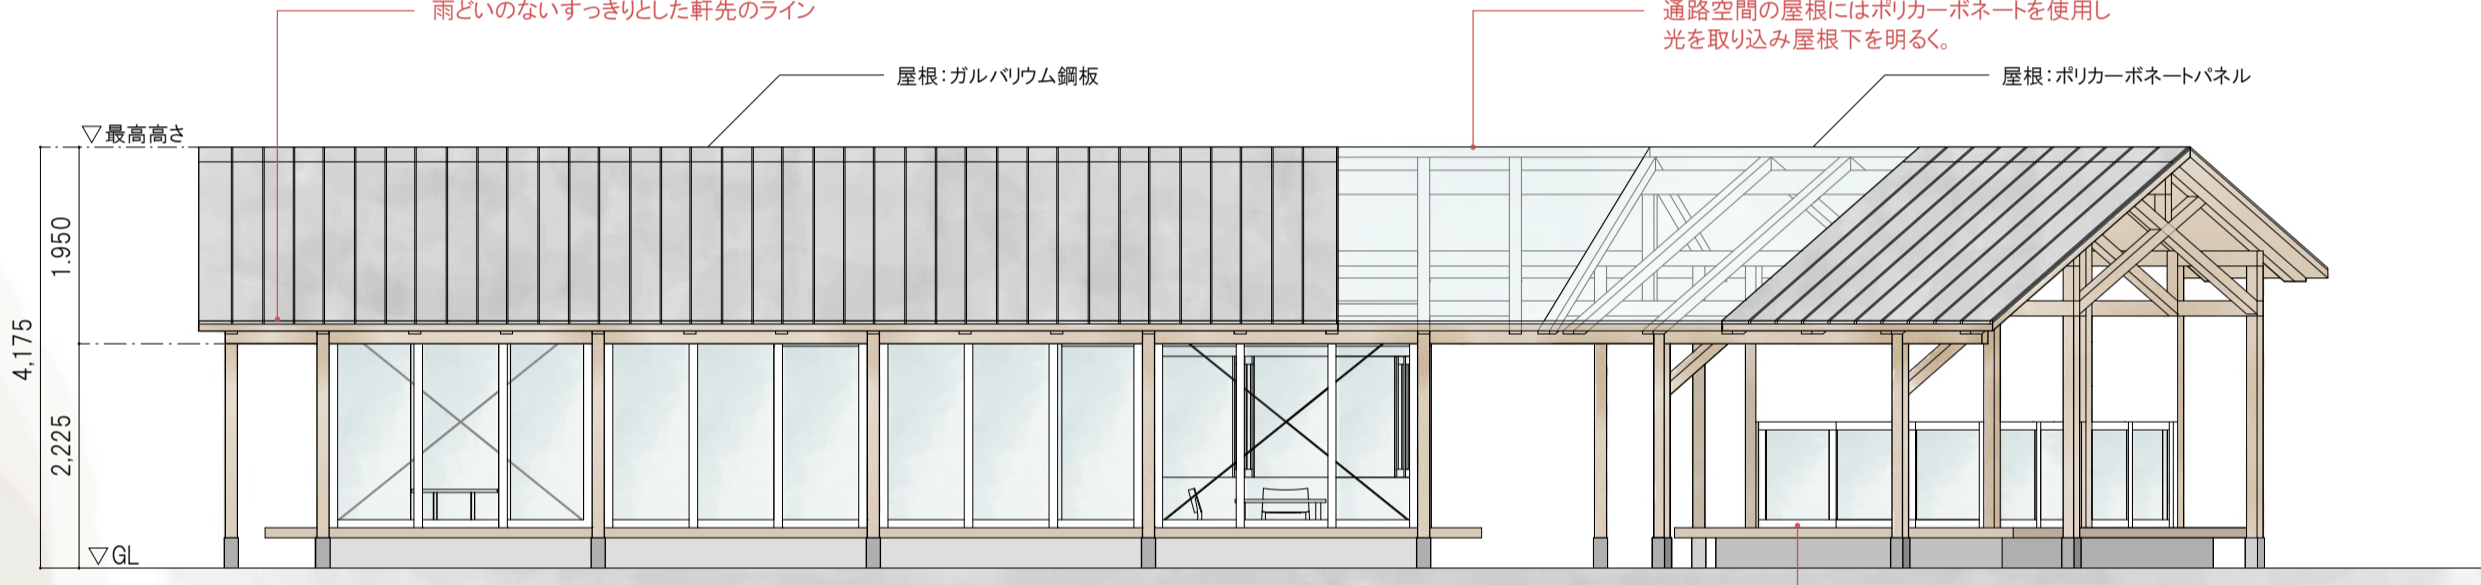 雨どいのないすっきりとした軒先のライン
通路空間の屋根にはポリカーボネートを使用し
光を取り込み屋根下を明るく。
屋根:ガルバリウム鋼板
屋根:ポリカーボネートパネル
▽最高高さ
1.950
4,175
2,225
▽GL